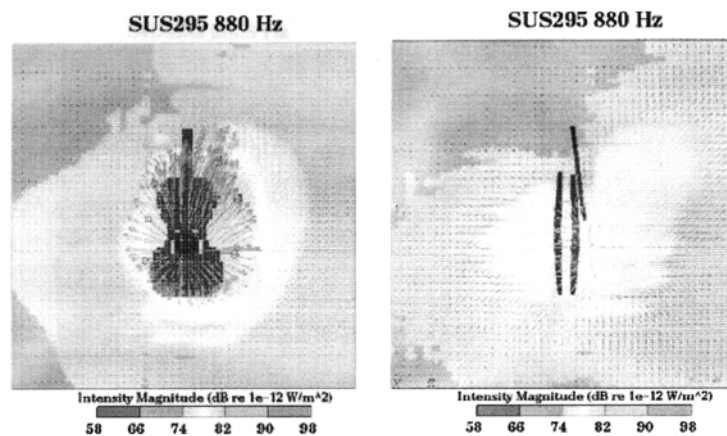 SUS295 880 Hz
SUS295 880 Hz
Intensity Magnitude (dB re 1e-12 W/m^2)
58 66 74 82 90 98
Intensity Magnitude (dB re 1e-12 W/m^2)
58 66 74 82 90 98